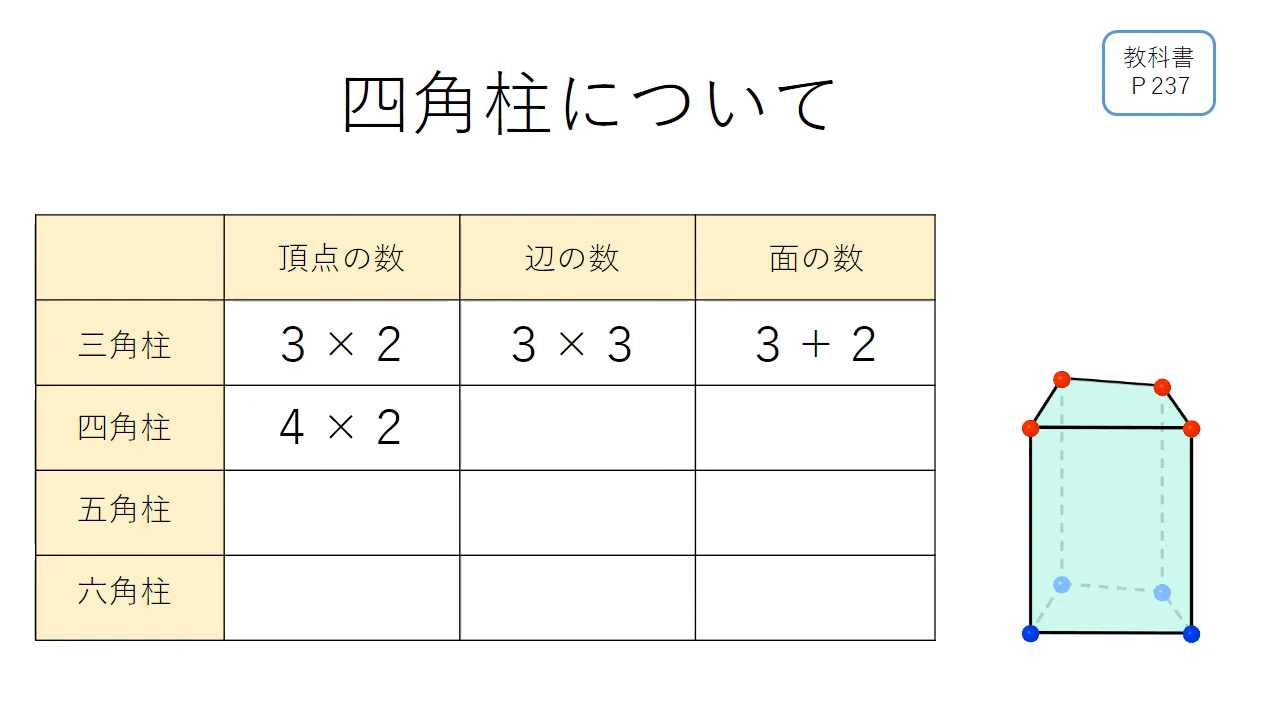 教科書
P237
四角柱について
頂点の数 辺の数 面の数
三角柱 3 × 2 3 × 3 3 + 2
四角柱 4 × 2
五角柱
六角柱